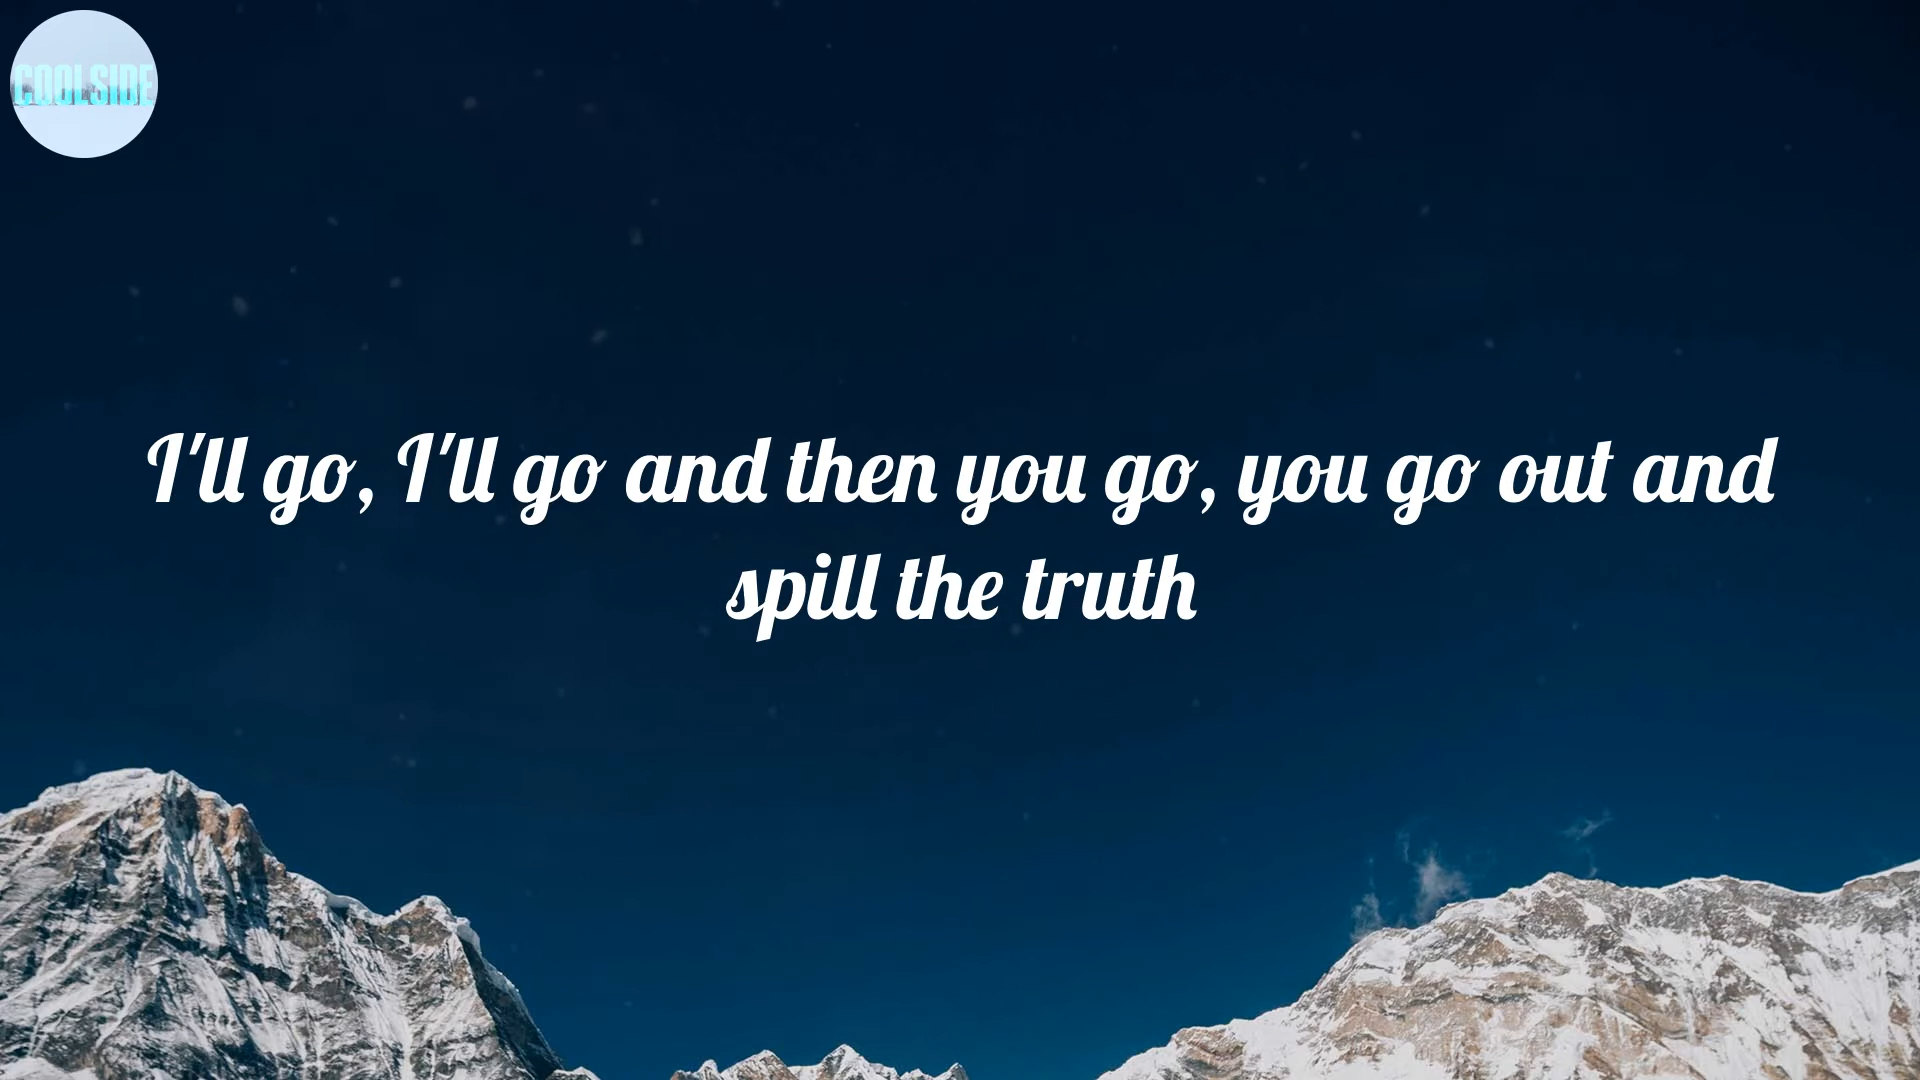 COOLSIDE
I'll go, I'll go and then you go, you go out and
spill the truth